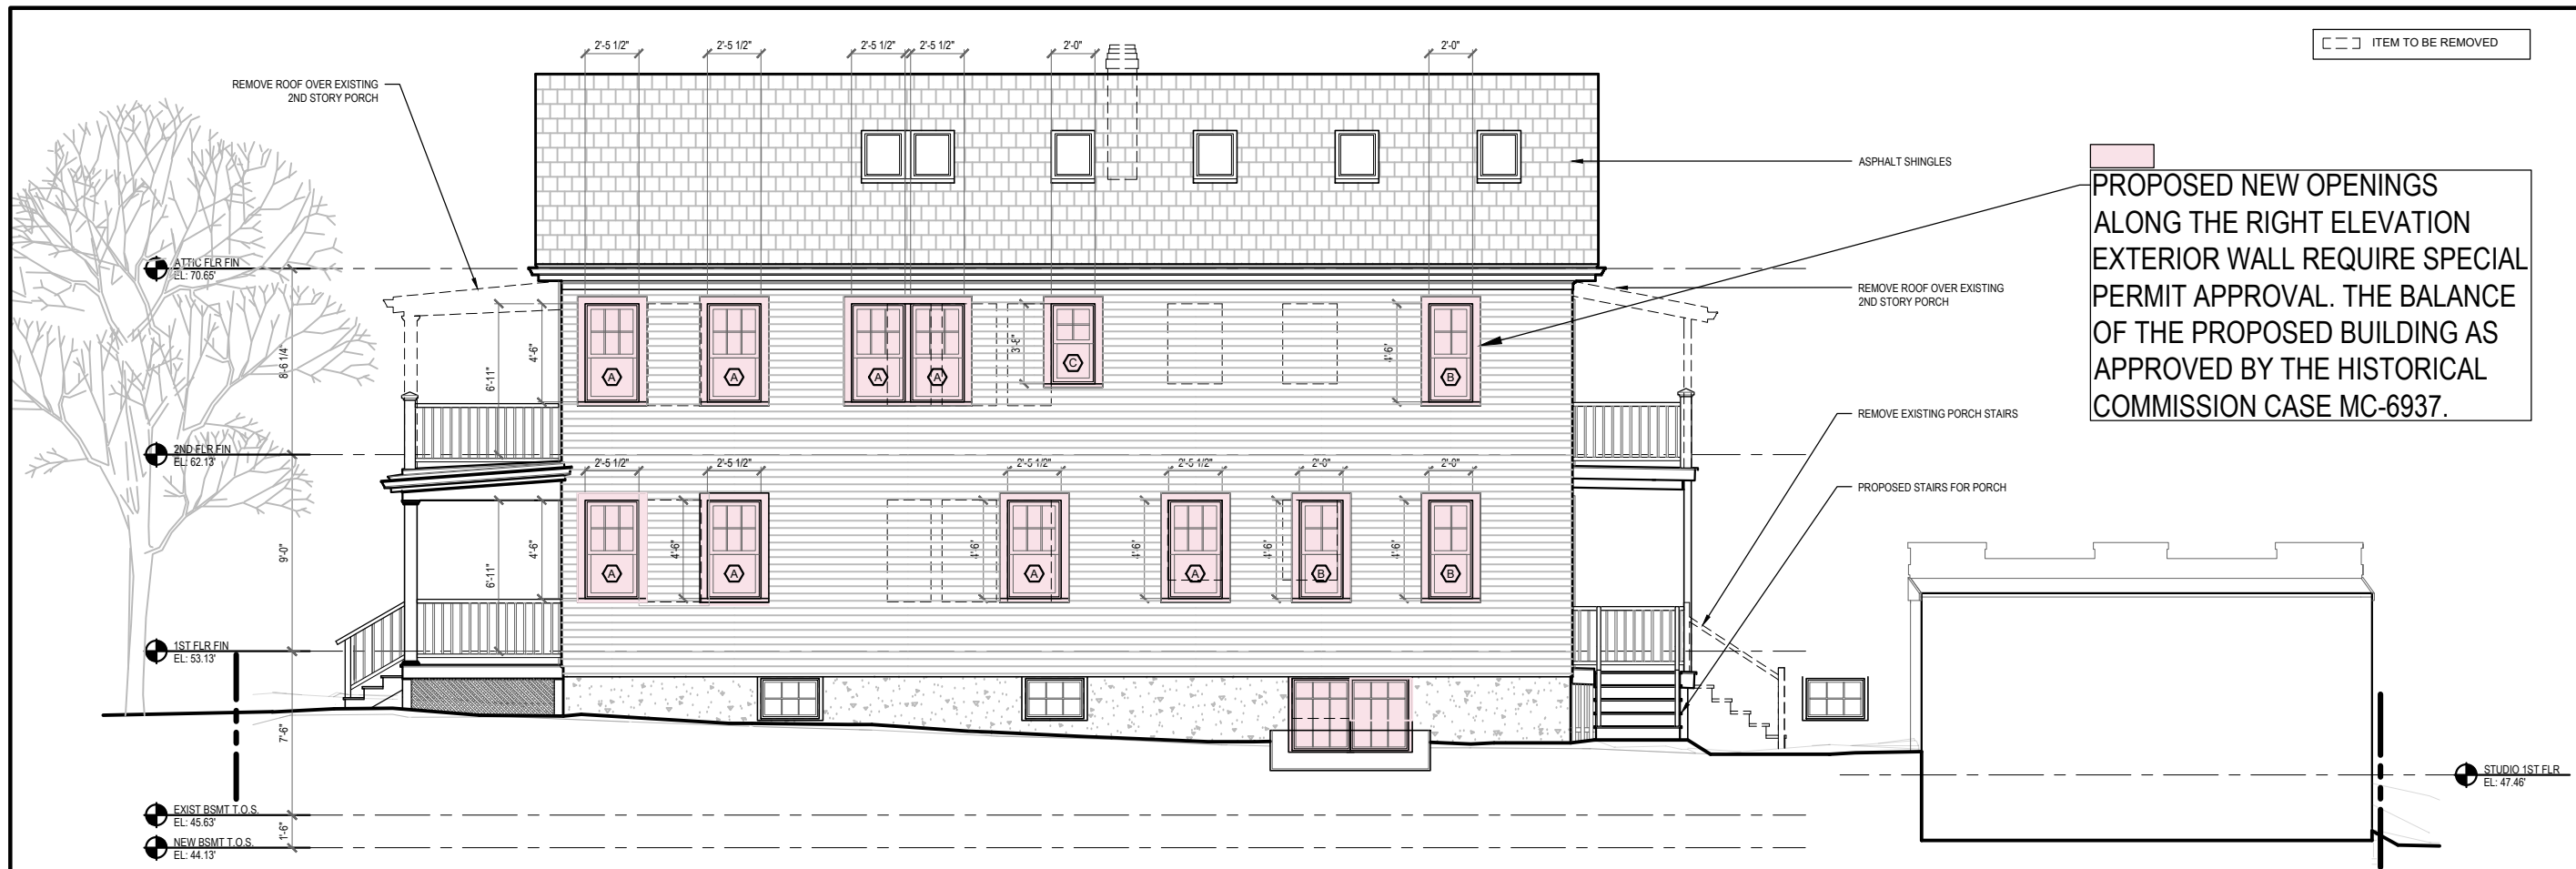 2'-5 1/2" 2'-5 1/2" 2'-5 1/2" 2'-5 1/2" 2'-0" 2'-0"
ITEM TO BE REMOVED
REMOVE ROOF OVER EXISTING
2ND STORY PORCH
ASPHALT SHINGLES
PROPOSED NEW OPENINGS
ALONG THE RIGHT ELEVATION
EXTERIOR WALL REQUIRE SPECIAL
PERMIT APPROVAL. THE BALANCE
OF THE PROPOSED BUILDING AS
APPROVED BY THE HISTORICAL
COMMISSION CASE MC-6937.
ATTIC FLR FIN
EL: 70.65'
REMOVE ROOF OVER EXISTING
2ND STORY PORCH
8'-6 1/4"
6'-11"
4'-6"
3'-8"
4'-6"
A A A A C B
REMOVE EXISTING PORCH STAIRS
2ND FLR FIN
EL: 62.13'
2'-5 1/2" 2'-5 1/2" 2'-5 1/2" 2'-5 1/2" 2'-0" 2'-0"
PROPOSED STAIRS FOR PORCH
9'-0"
6'-11"
4'-6"
4'-6"
4'-6"
4'-6"
4'-6"
4'-6"
A A A A B B
1ST FLR FIN
EL: 53.13'
7'-6"
STUDIO 1ST FLR
EL: 47.46'
EXIST BSMT T.O.S.
EL: 45.63'
1'-6"
NEW BSMT T.O.S.
EL: 44.13'